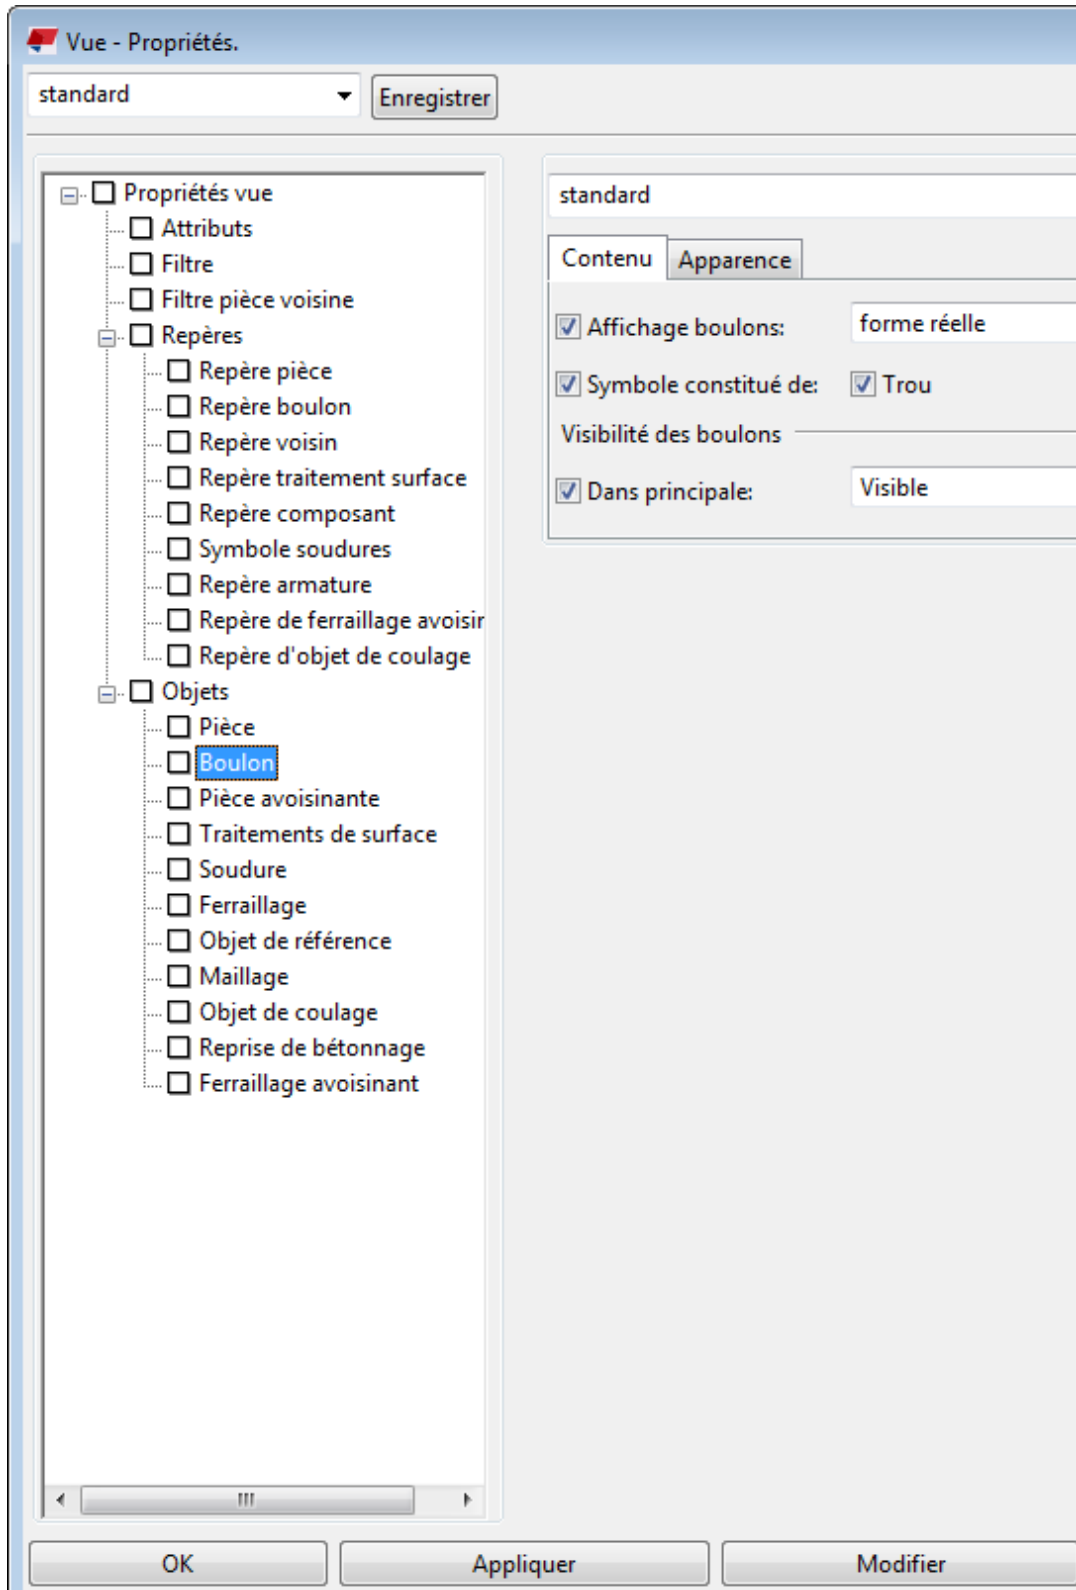 Vue - Propriétés.
standard
Enregistrer
Propriétés vue
Attributs
Filtre
Filtre pièce voisine
Repères
Repère pièce
Repère boulon
Repère voisin
Repère traitement surface
Repère composant
Symbole soudures
Repère armature
Repère de ferraillage avoisir
Repère d'objet de coulage
Objets
Pièce
Boulon
Pièce avoisinante
Traitements de surface
Soudure
Ferraillage
Objet de référence
Maillage
Objet de coulage
Reprise de bétonnage
Ferraillage avoisinant
standard
Contenu Apparence
Affichage boulons: forme réelle
Symbole constitué de: Trou
Visibilité des boulons
Dans principale: Visible
OK Appliquer Modifier